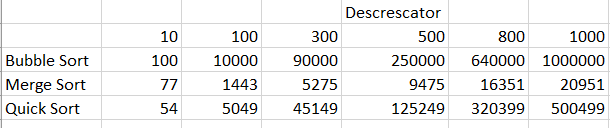 Descrescator
10 100 300 500 800 1000
Bubble Sort 100 10000 90000 250000 640000 1000000
Merge Sort 77 1443 5275 9475 16351 20951
Quick Sort 54 5049 45149 125249 320399 500499